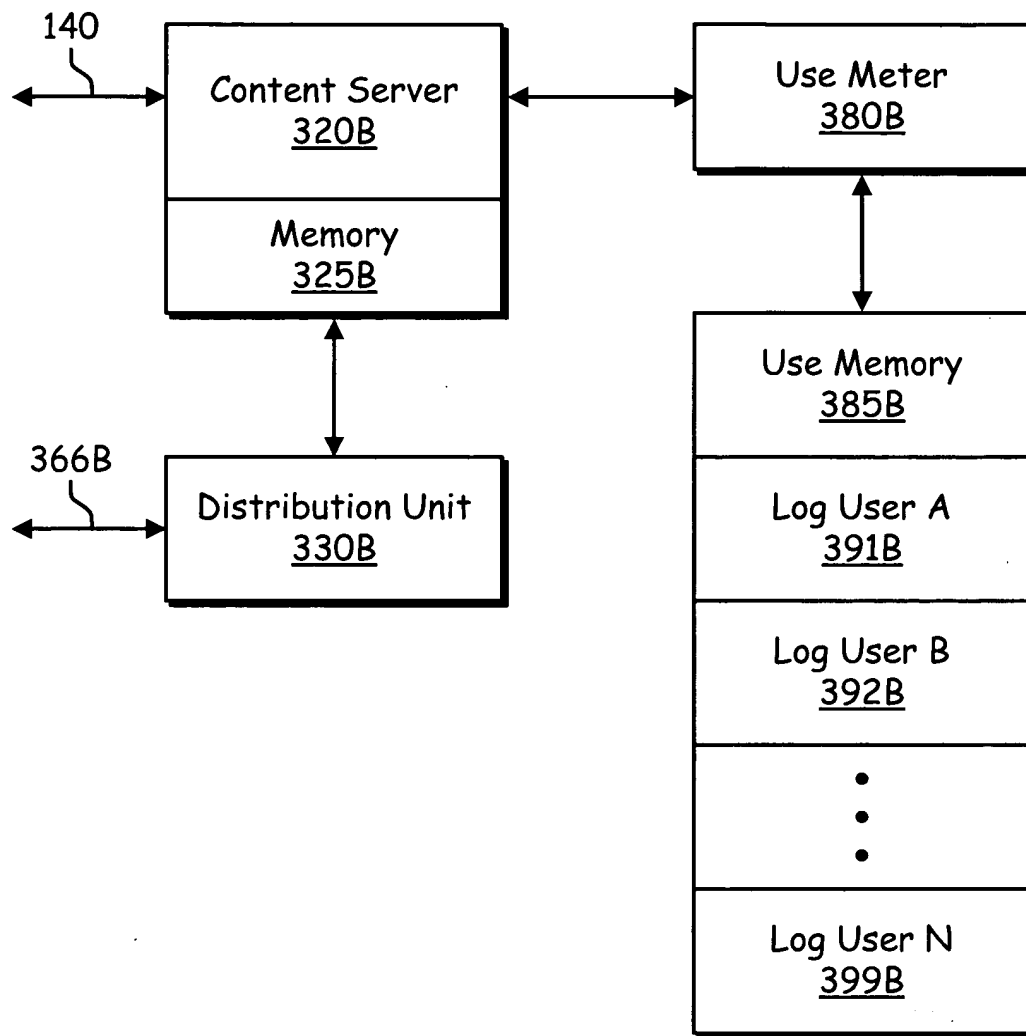 140
Content Server
320B
Memory
325B
Use Meter
380B
366B
Distribution Unit
330B
Use Memory
385B
Log User A
391B
Log User B
392B
Log User N
399B